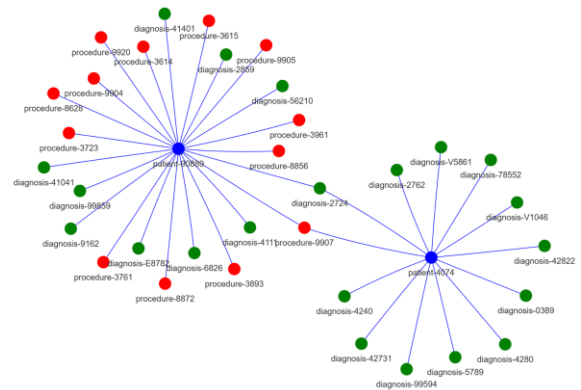 diagnosis-41401
procedure-3615
procedure-9920
procedure-3614
procedure-9905
diagnosis-2859
procedure-9904
diagnosis-56210
procedure-8628
procedure-3961
procedure-3723
patient-90889
procedure-8856
diagnosis-V5861
diagnosis-2762
diagnosis-78552
diagnosis-41041
diagnosis-99859
diagnosis-2724
diagnosis-V1046
diagnosis-9162
diagnosis-4111
procedure-9907
diagnosis-E8782
diagnosis-6826
diagnosis-42822
procedure-3761
patient-4074
procedure-3893
procedure-8872
diagnosis-4240
diagnosis-0389
diagnosis-42731
diagnosis-4280
diagnosis-5789
diagnosis-99594